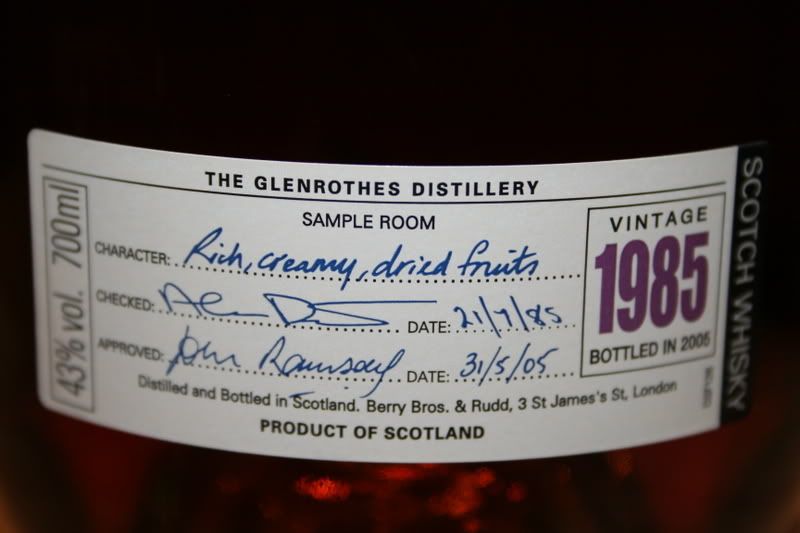 THE GLENROTHES DISTILLERY
SAMPLE ROOM
CHARACTER: Rich, creamy, dried fruits
CHECKED: DATE: 21/7/85
APPROVED: John Ramsay DATE: 31/5/05
Distilled and Bottled in Scotland. Berry Bros. & Rudd, 3 St James's St, London
PRODUCT OF SCOTLAND
43% vol. 700ml
VINTAGE
1985
BOTTLED IN 2005
SCOTCH WHISKY